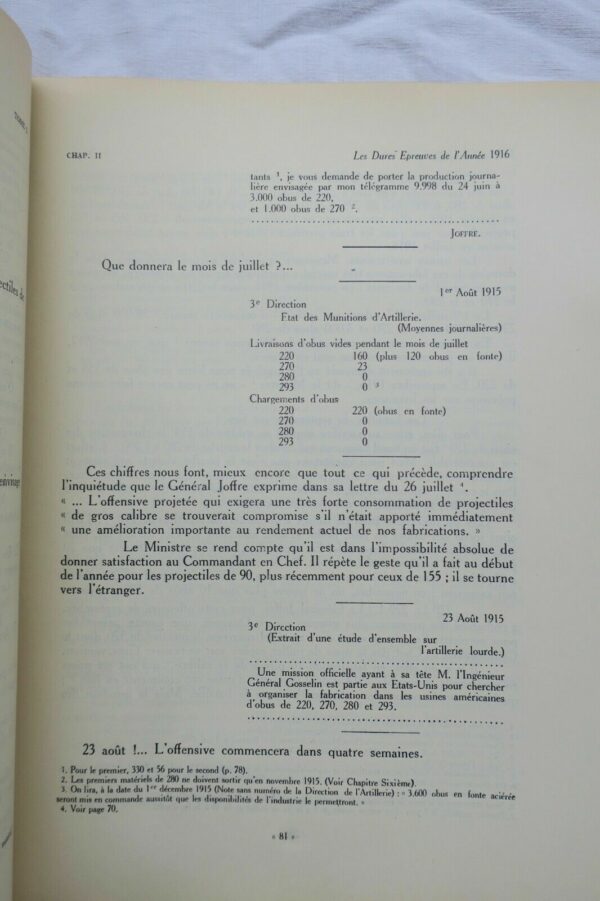 CHAP. II
Les Dures Epreuves de l'Année 1916
tants ³, je vous demande de porter la production journa-
lière envisagée par mon télégramme 9.998 du 24 juin à
3.000 obus de 220,
et 1.000 obus de 270 ².
JOFFRE.
Que donnera le mois de juillet ?...
1er Août 1915
3e Direction
Etat des Munitions d'Artillerie.
(Moyennes journalières)
Livraisons d'obus vides pendant le mois de juillet
220 160 (plus 120 obus en fonte)
270 23
280 0
293 0 ³
Chargements d'obus
220 220 (obus en fonte)
270 0
280 0
293 0
Ces chiffres nous font, mieux encore que tout ce qui précède, comprendre
l'inquiétude que le Général Joffre exprime dans sa lettre du 26 juillet ⁴.
« ... L'offensive projetée qui exigera une très forte consommation de projectiles
« de gros calibre se trouverait compromise s'il n'était apporté immédiatement
« une amélioration importante au rendement actuel de nos fabrications. »
Le Ministre se rend compte qu'il est dans l'impossibilité absolue de
donner satisfaction au Commandant en Chef. Il répète le geste qu'il a fait au début
de l'année pour les projectiles de 90, plus récemment pour ceux de 155 ; il se tourne
vers l'étranger.
23 Août 1915
3e Direction
(Extrait d'une étude d'ensemble sur
l'artillerie lourde.)
Une mission officielle ayant à sa tête M. l'Ingénieur
Général Gosselin est partie aux Etats-Unis pour chercher
à organiser la fabrication dans les usines américaines
d'obus de 220, 270, 280 et 293.
23 août !... L'offensive commencera dans quatre semaines.
1. Pour le premier, 330 et 56 pour le second (p. 78).
2. Les premiers matériels de 280 ne doivent sortir qu'en novembre 1915. (Voir Chapitre Sixième).
3. On lira, à la date du 1er décembre 1915 (Note sans numéro de la Direction de l'Artillerie) : « 3.600 obus en fonte aciérée
seront mis en commande aussitôt que les disponibilités de l'industrie le permettront. »
4. Voir page 70.
« 81 »
ectiles de
envisag